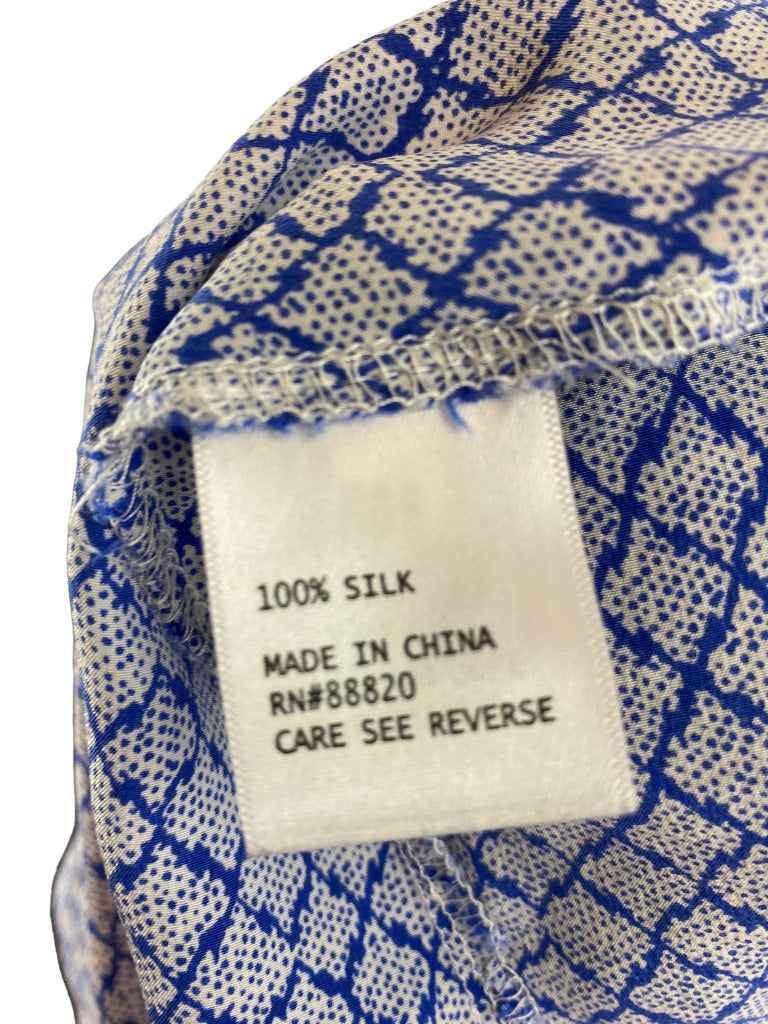 100% SILK
MADE IN CHINA
RN#88820
CARE SEE REVERSE